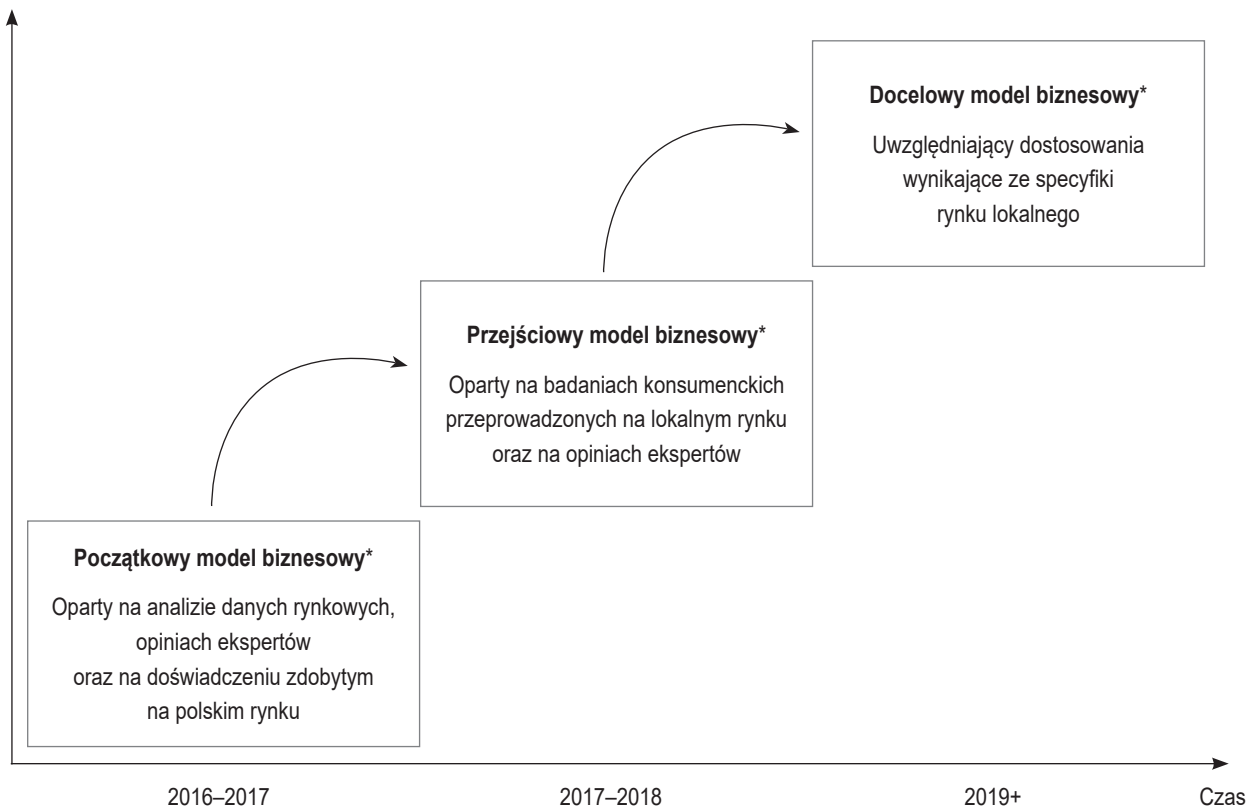 Docelowy model biznesowy*
Uwzględniający dostosowania
wynikające ze specyfiki
rynku lokalnego
Przejściowy model biznesowy*
Oparty na badaniach konsumenckich
przeprowadzonych na lokalnym rynku
oraz na opiniach ekspertów
Początkowy model biznesowy*
Oparty na analizie danych rynkowych,
opiniach ekspertów
oraz na doświadczeniu zdobytym
na polskim rynku
2016–2017
2017–2018
2019+
Czas